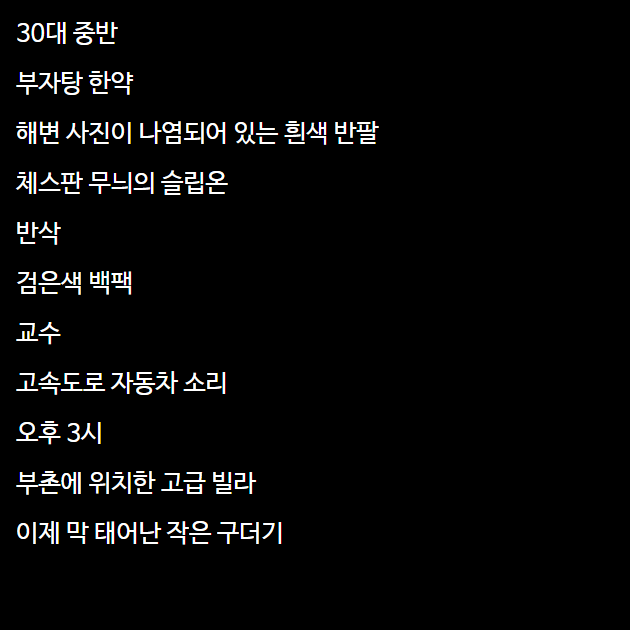 30대 중반
부자탕 한약
해변 사진이 나염되어 있는 흰색 반팔
체스판 무늬의 슬립온
반삭
검은색 백팩
교수
고속도로 자동차 소리
오후 3시
부촌에 위치한 고급 빌라
이제 막 태어난 작은 구더기